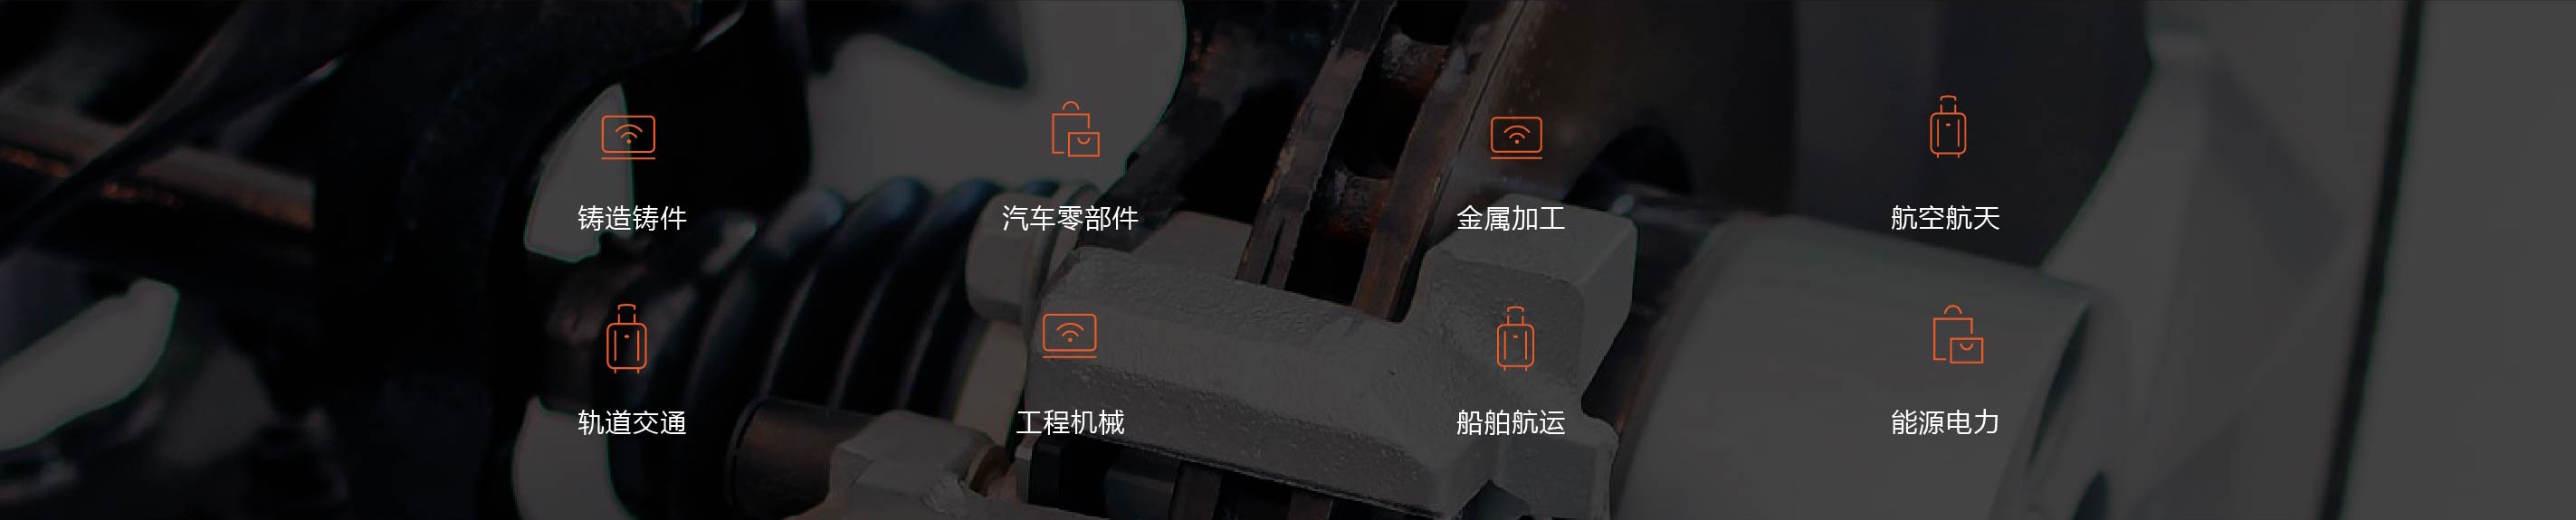 铸造铸件
汽车零部件
金属加工
航空航天
轨道交通
工程机械
船舶航运
能源电力